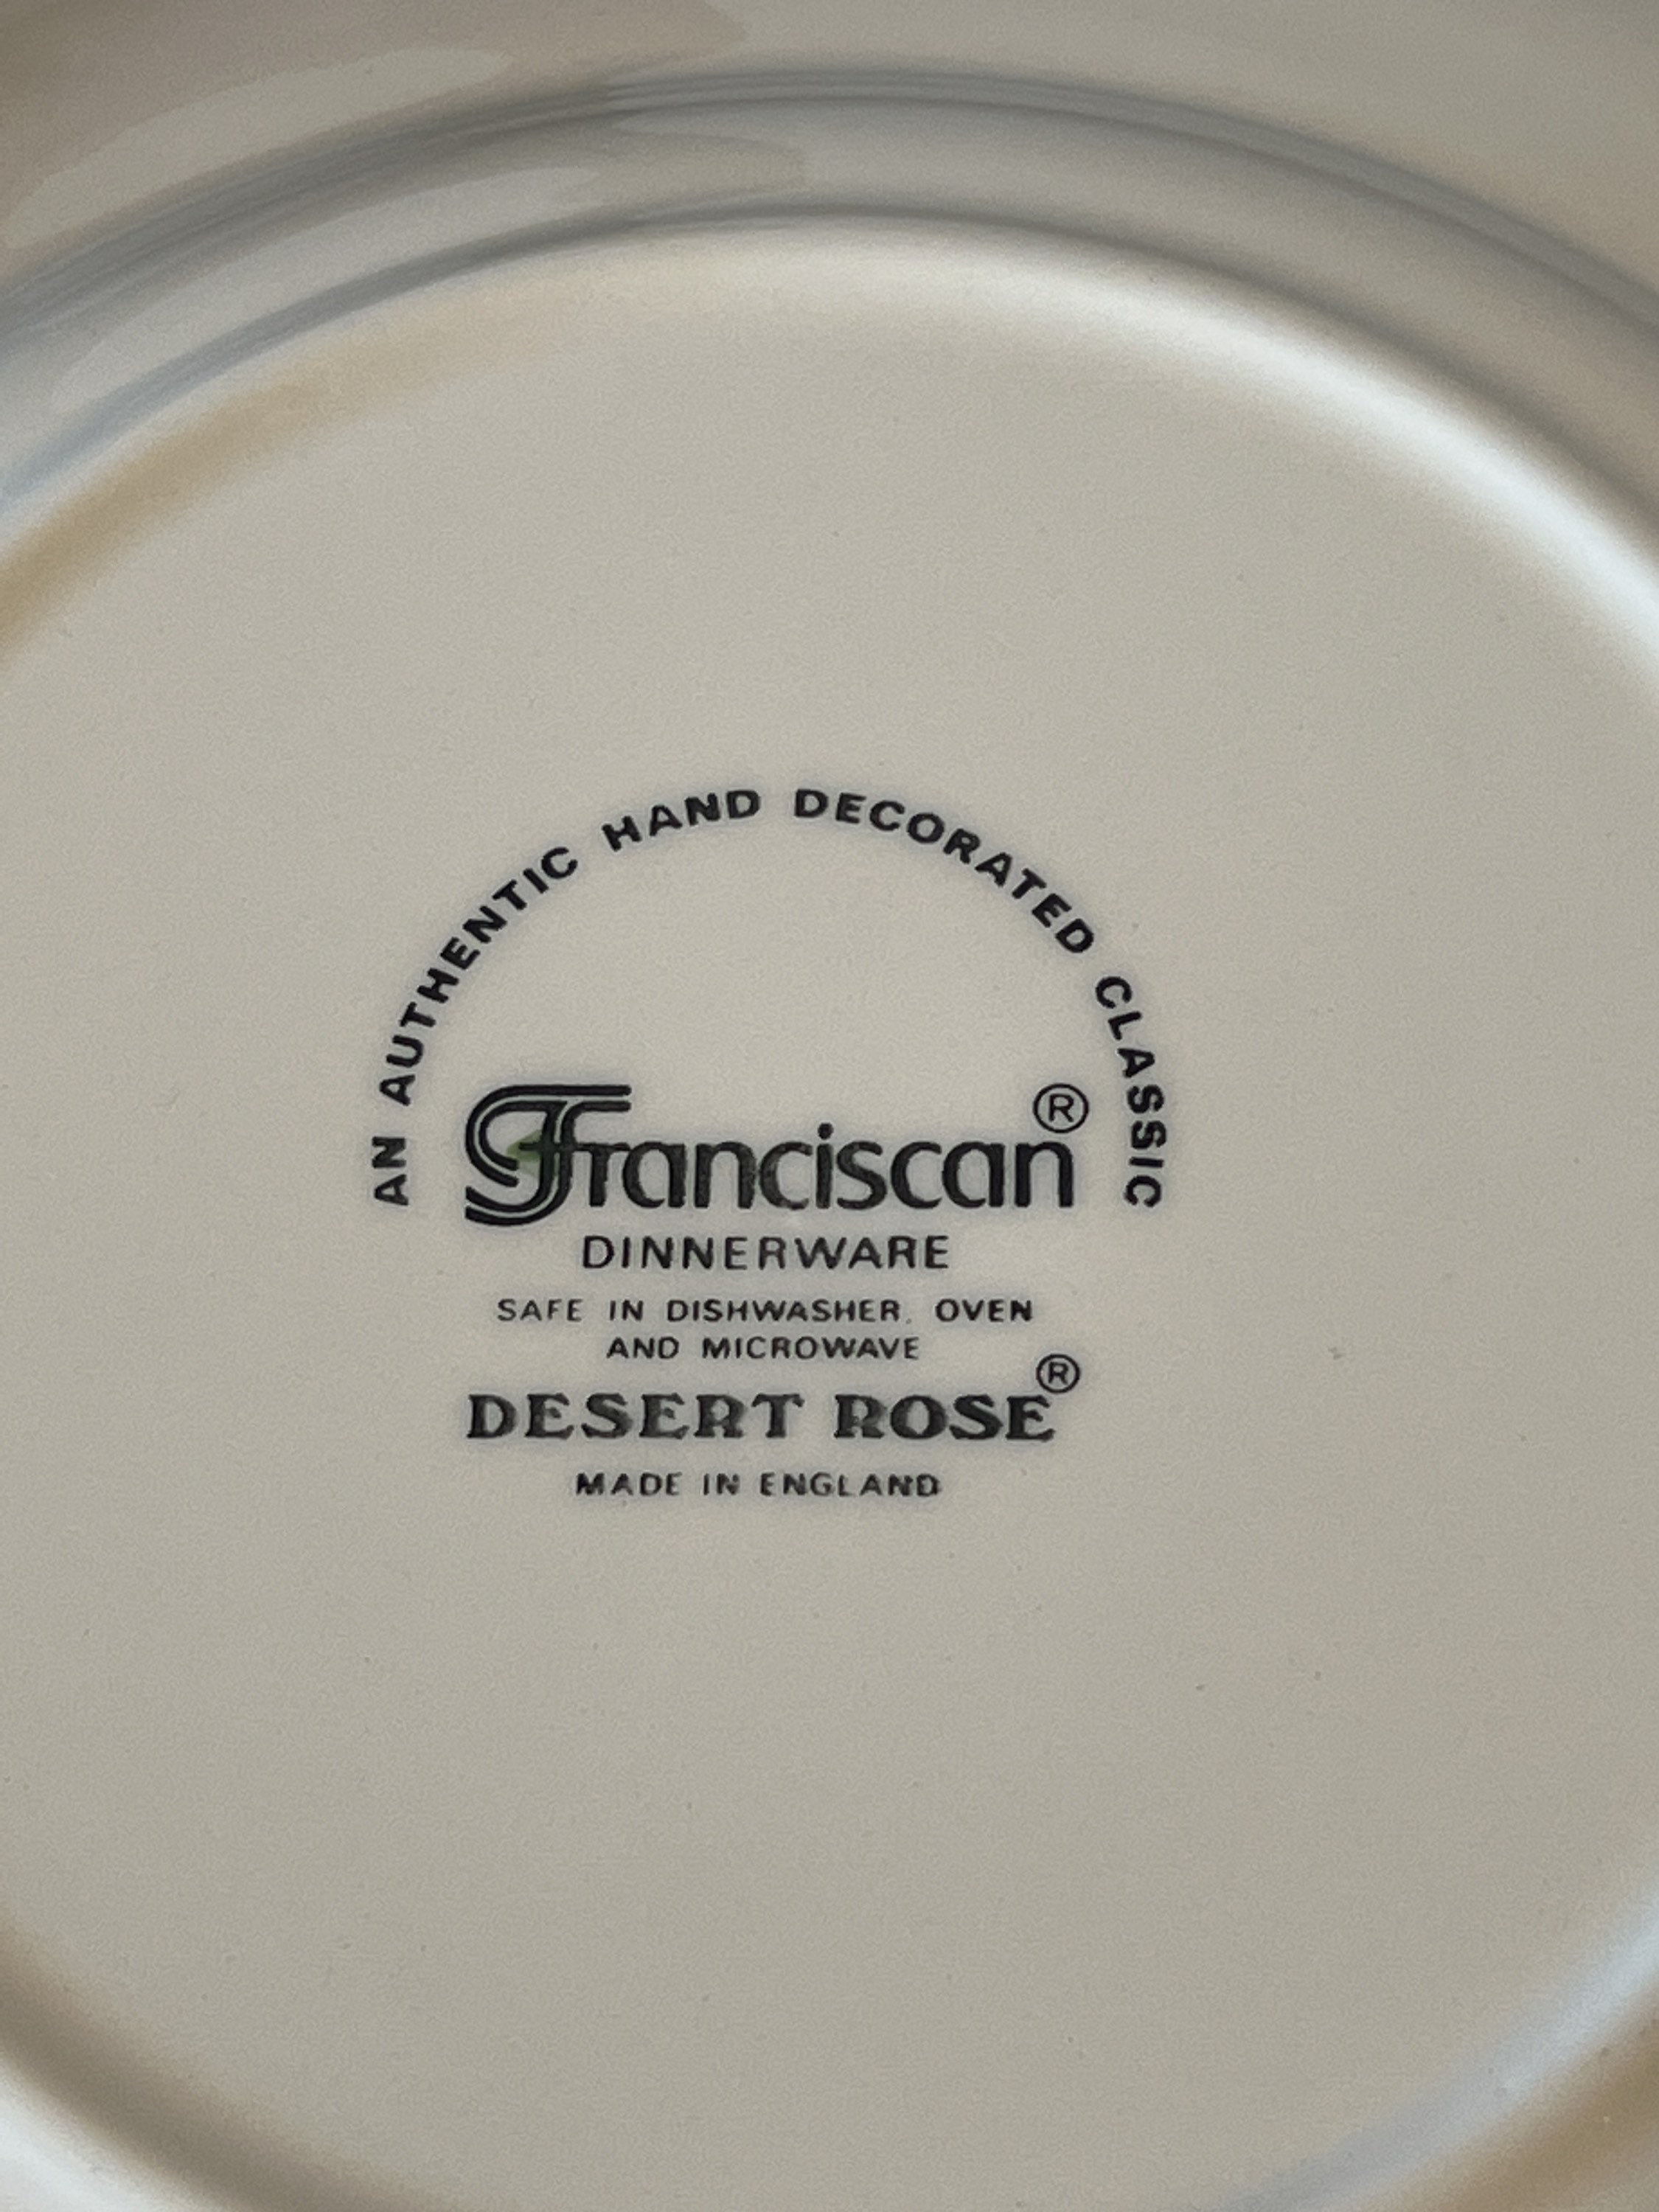 AN AUTHENTIC HAND DECORATED CLASSIC
Franciscan®
DINNERWARE
SAFE IN DISHWASHER, OVEN
AND MICROWAVE
DESERT ROSE®
MADE IN ENGLAND